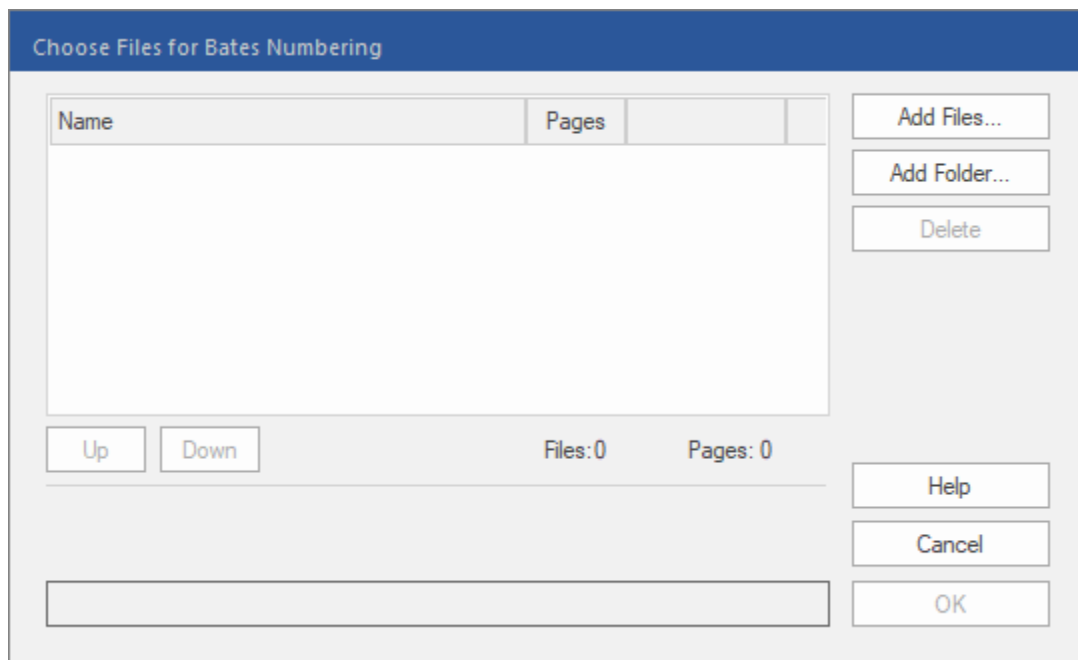 Choose Files for Bates Numbering
Name Pages
Add Files...
Add Folder...
Delete
Up Down Files:0 Pages: 0
Help
Cancel
OK